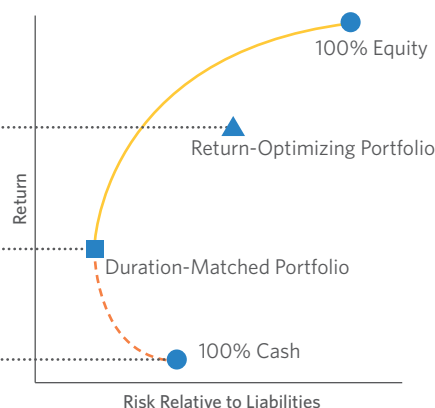 100% Equity
Return-Optimizing Portfolio
Return
Duration-Matched Portfolio
100% Cash
Risk Relative to Liabilities